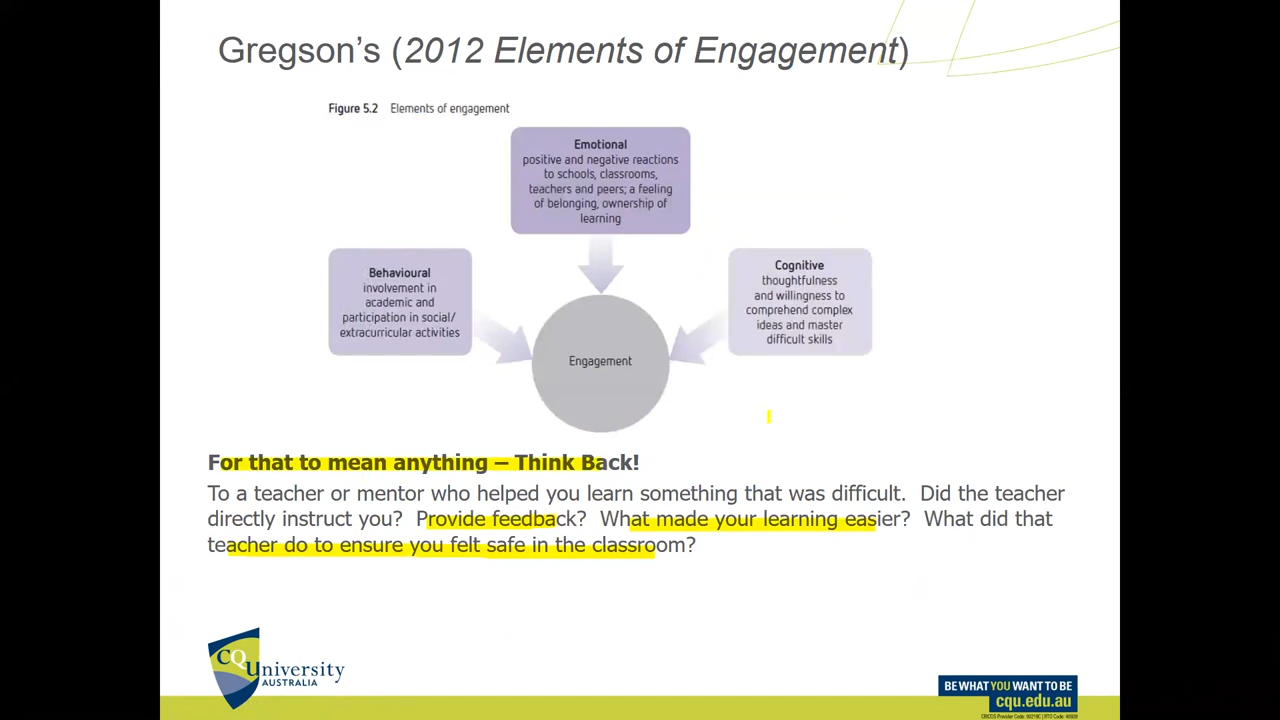 Gregson's (2012 Elements of Engagement)
Figure 5.2 Elements of engagement
Emotional
positive and negative reactions
to schools, classrooms,
teachers and peers; a feeling
of belonging, ownership of
learning
Behavioural
involvement in
academic and
participation in social/
extracurricular activities
Cognitive
thoughtfulness
and willingness to
comprehend complex
ideas and master
difficult skills
Engagement
For that to mean anything – Think Back!
To a teacher or mentor who helped you learn something that was difficult. Did the teacher
directly instruct you? Provide feedback? What made your learning easier? What did that
teacher do to ensure you felt safe in the classroom?
CQUniversity
AUSTRALIA
BE WHAT YOU WANT TO BE
cqu.edu.au